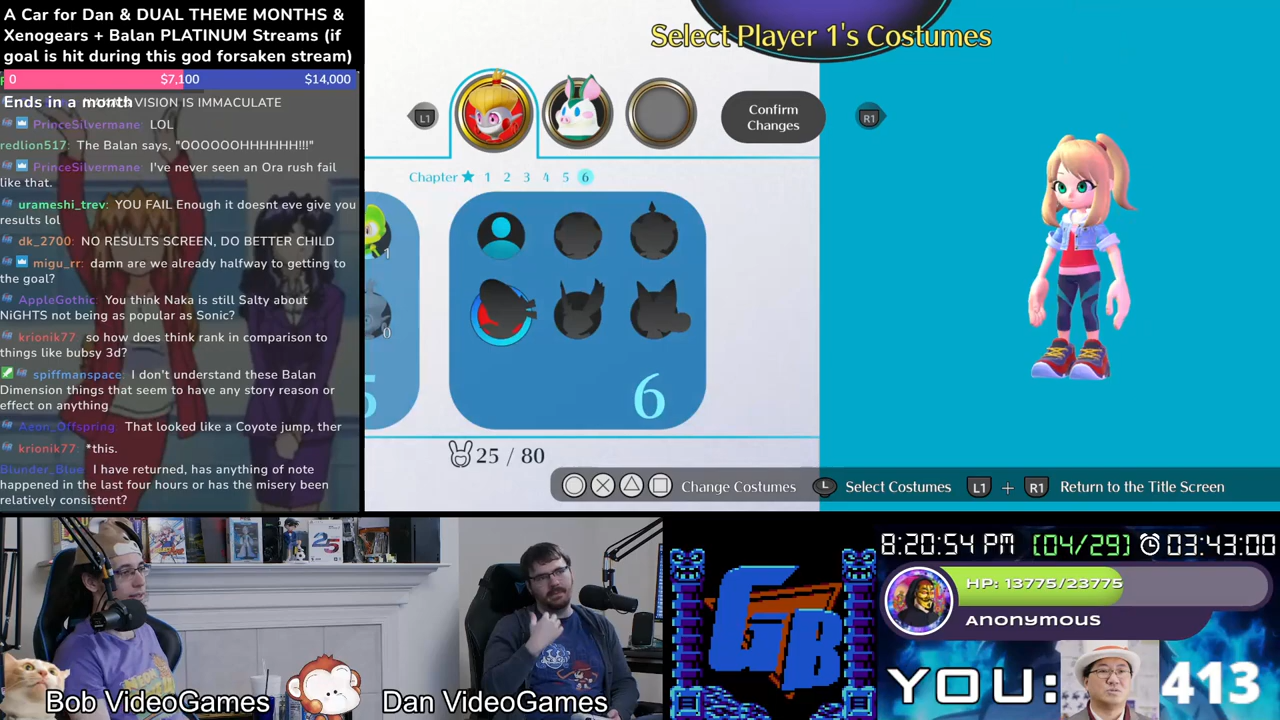 A Car for Dan & DUAL THEME MONTHS &
Xenogears + Balan PLATINUM Streams (if
goal is hit during this god forsaken stream)
0 $7,100 $14,000
Ends in a month
VISION IS IMMACULATE
PrinceSilvermane: LOL
redlion517: The Balan says, "OOOOOOHHHHHH!!!"
PrinceSilvermane: I've never seen an Ora rush fail
like that.
urameshi_trev: YOU FAIL Enough it doesnt eve give you
results lol
dk_2700: NO RESULTS SCREEN, DO BETTER CHILD
migu_rr: damn are we already halfway to getting to
the goal?
AppleGothic: You think Naka is still Salty about
NiGHTS not being as popular as Sonic?
krionik77: so how does think rank in comparison to
things like bubsy 3d?
spiffmanspace: I don't understand these Balan
Dimension things that seem to have any story reason or
effect on anything
Aeon_Offspring: That looked like a Coyote jump, ther
krionik77: *this.
Blunder_Blue: I have returned, has anything of note
happened in the last four hours or has the misery been
relatively consistent?
Select Player 1's Costumes
L1
Confirm
Changes
R1
Chapter ★ 1 2 3 4 5 6
1
0
5
6
25 / 80
Change Costumes L Select Costumes L1 + R1 Return to the Title Screen
25
Bob VideoGames
Dan VideoGames
GB
8:20:54 PM [04/29] 03:43:00
HP: 13775/23775
Anonymous
YOU: 413